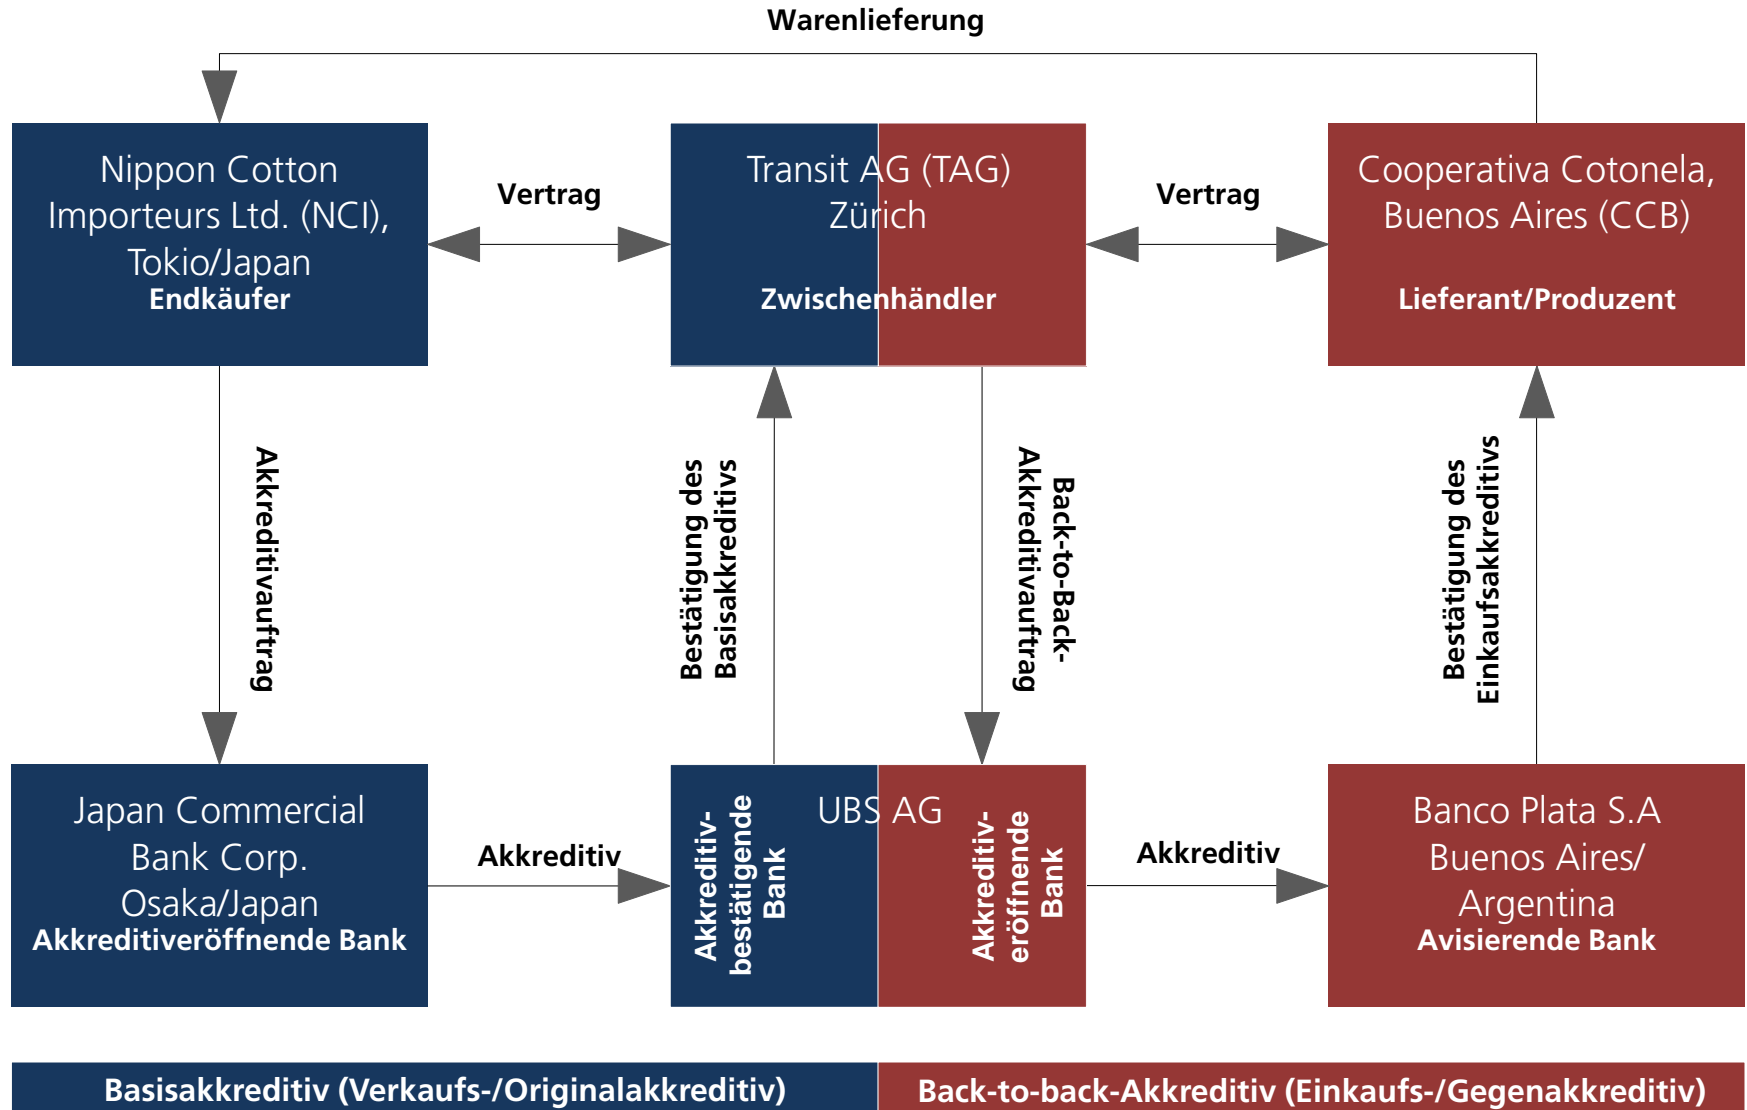 Warenlieferung
Nippon Cotton
Importeurs Ltd. (NCI),
Tokio/Japan
Endkäufer
Vertrag
Transit AG (TAG)
Zürich
Zwischenhändler
Vertrag
Cooperativa Cotonela,
Buenos Aires (CCB)
Lieferant/Produzent
Akkreditivauftrag
Bestätigung des
Basisakkreditivs
Back-to-Back-
Akkreditivauftrag
Bestätigung des
Einkaufsakkreditivs
Japan Commercial
Bank Corp.
Osaka/Japan
Akkreditiveröffnende Bank
Akkreditiv
Akkreditiv-
bestätigende
Bank
UBS AG
Akkreditiv-
eröffnende
Bank
Akkreditiv
Banco Plata S.A
Buenos Aires/
Argentina
Avisierende Bank
Basisakkreditiv (Verkaufs-/Originalakkreditiv)
Back-to-back-Akkreditiv (Einkaufs-/Gegenakkreditiv)